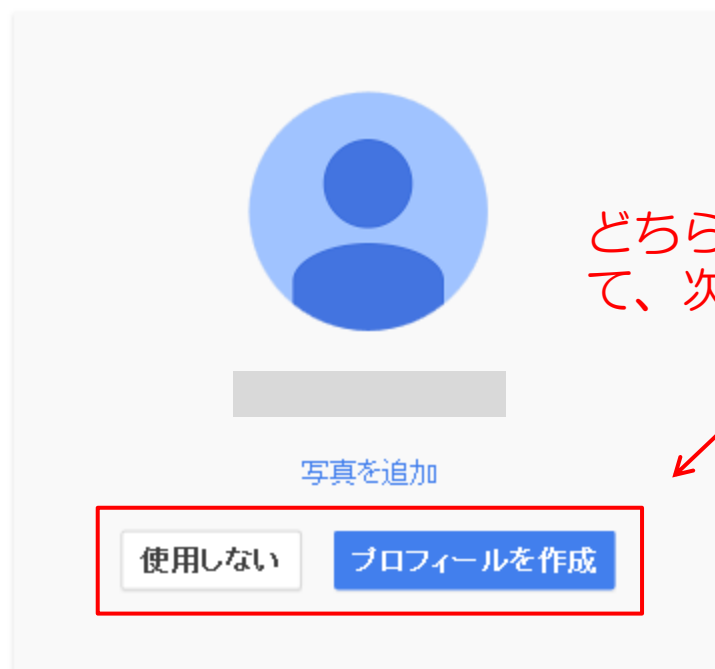 どちら
て、次
写真を追加
使用しない
プロフィールを作成